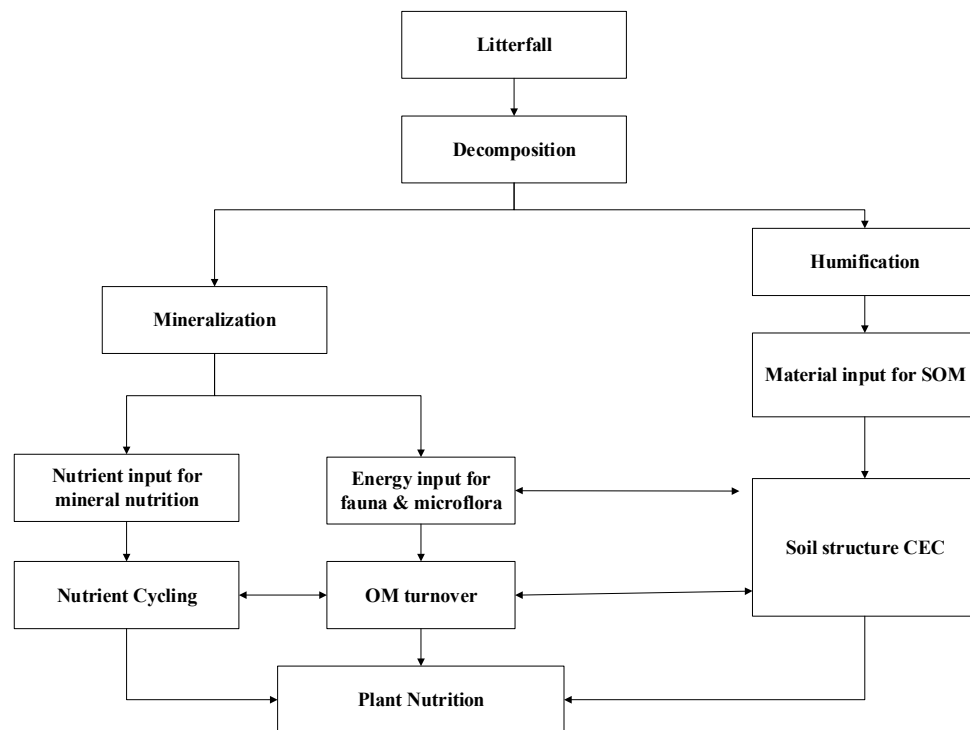 Litterfall
Decomposition
Humification
Mineralization
Material input for SOM
Nutrient input for
mineral nutrition
Energy input for
fauna & microflora
Soil structure CEC
Nutrient Cycling
OM turnover
Plant Nutrition